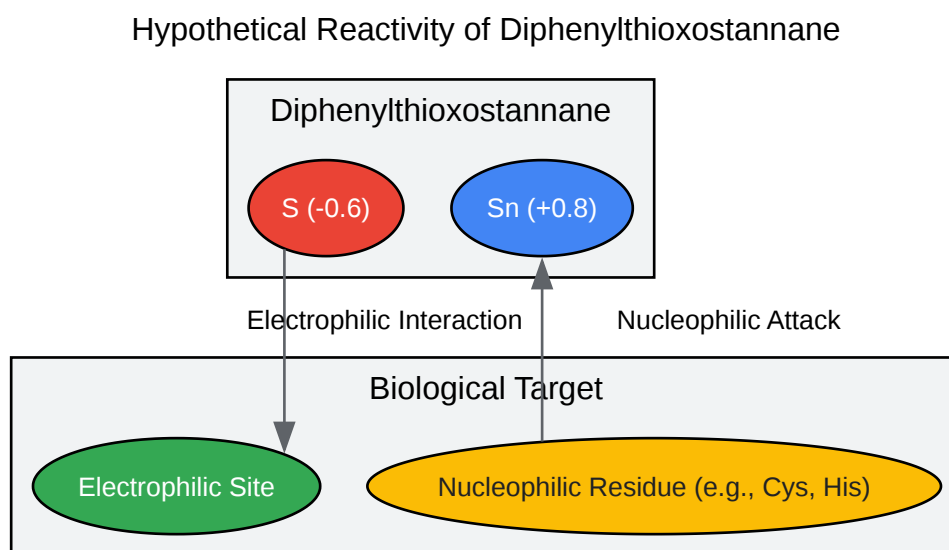 Hypothetical Reactivity of Diphenylthioxostannane
Diphenylthioxostannane
S (-0.6)
Sn (+0.8)
Electrophilic Interaction
Nucleophilic Attack
Biological Target
Electrophilic Site
Nucleophilic Residue (e.g., Cys, His)